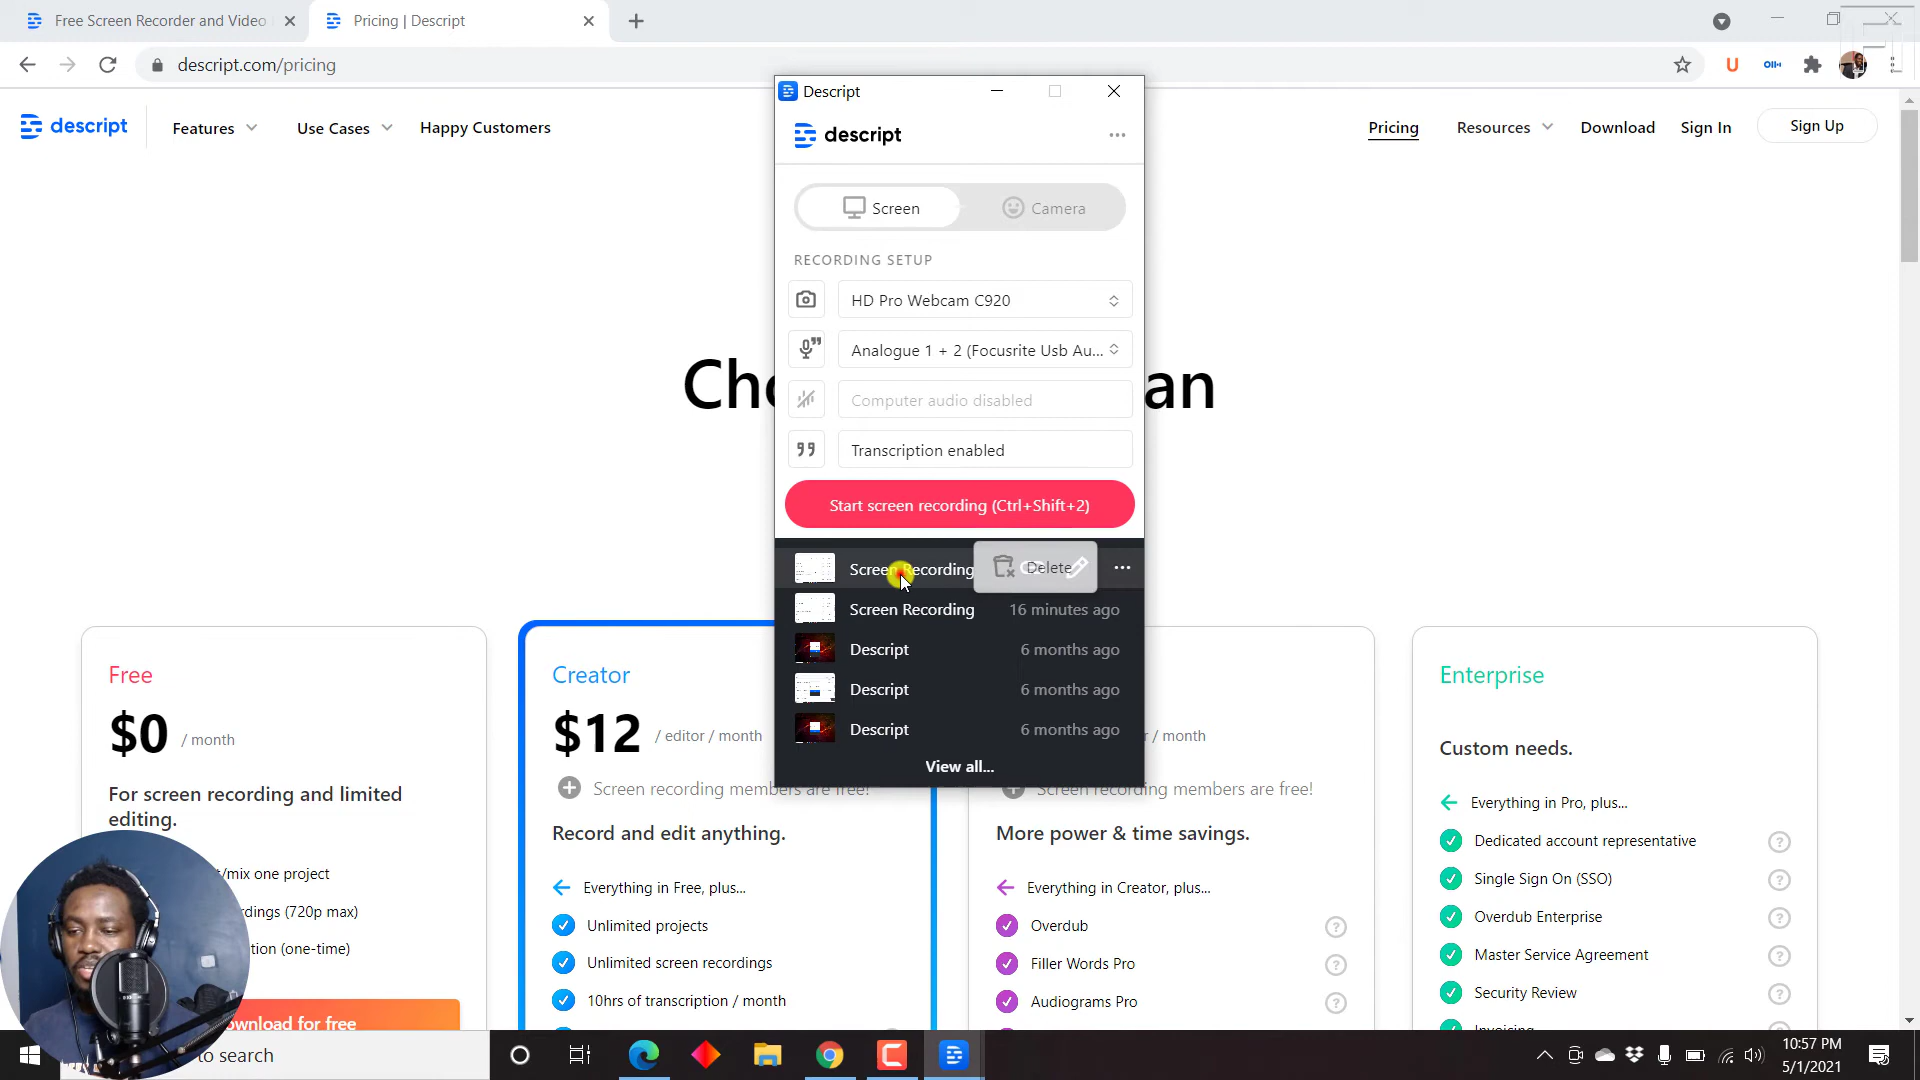 Free Screen Recorder and Video
Pricing | Descript
descript.com/pricing
descript
Features
Use Cases
Happy Customers
Pricing
Resources
Download
Sign In
Sign Up
Descript
descript
Screen
Camera
RECORDING SETUP
HD Pro Webcam C920
Analogue 1 + 2 (Focusrite Usb Au...
Computer audio disabled
Transcription enabled
Start screen recording (Ctrl+Shift+2)
Screen Recording
Delete
Screen Recording
16 minutes ago
Descript
6 months ago
Descript
6 months ago
Descript
6 months ago
View all...
Free
$0 / month
For screen recording and limited
editing.
/mix one project
dings (720p max)
tion (one-time)
ownload for free
Creator
$12 / editor / month
Screen recording members are free!
Record and edit anything.
Everything in Free, plus...
Unlimited projects
Unlimited screen recordings
10hrs of transcription / month
/ month
Screen recording members are free!
More power & time savings.
Everything in Creator, plus...
Overdub
Filler Words Pro
Audiograms Pro
Enterprise
Custom needs.
Everything in Pro, plus...
Dedicated account representative
Single Sign On (SSO)
Overdub Enterprise
Master Service Agreement
Security Review
Invoicing
to search
10:57 PM
5/1/2021